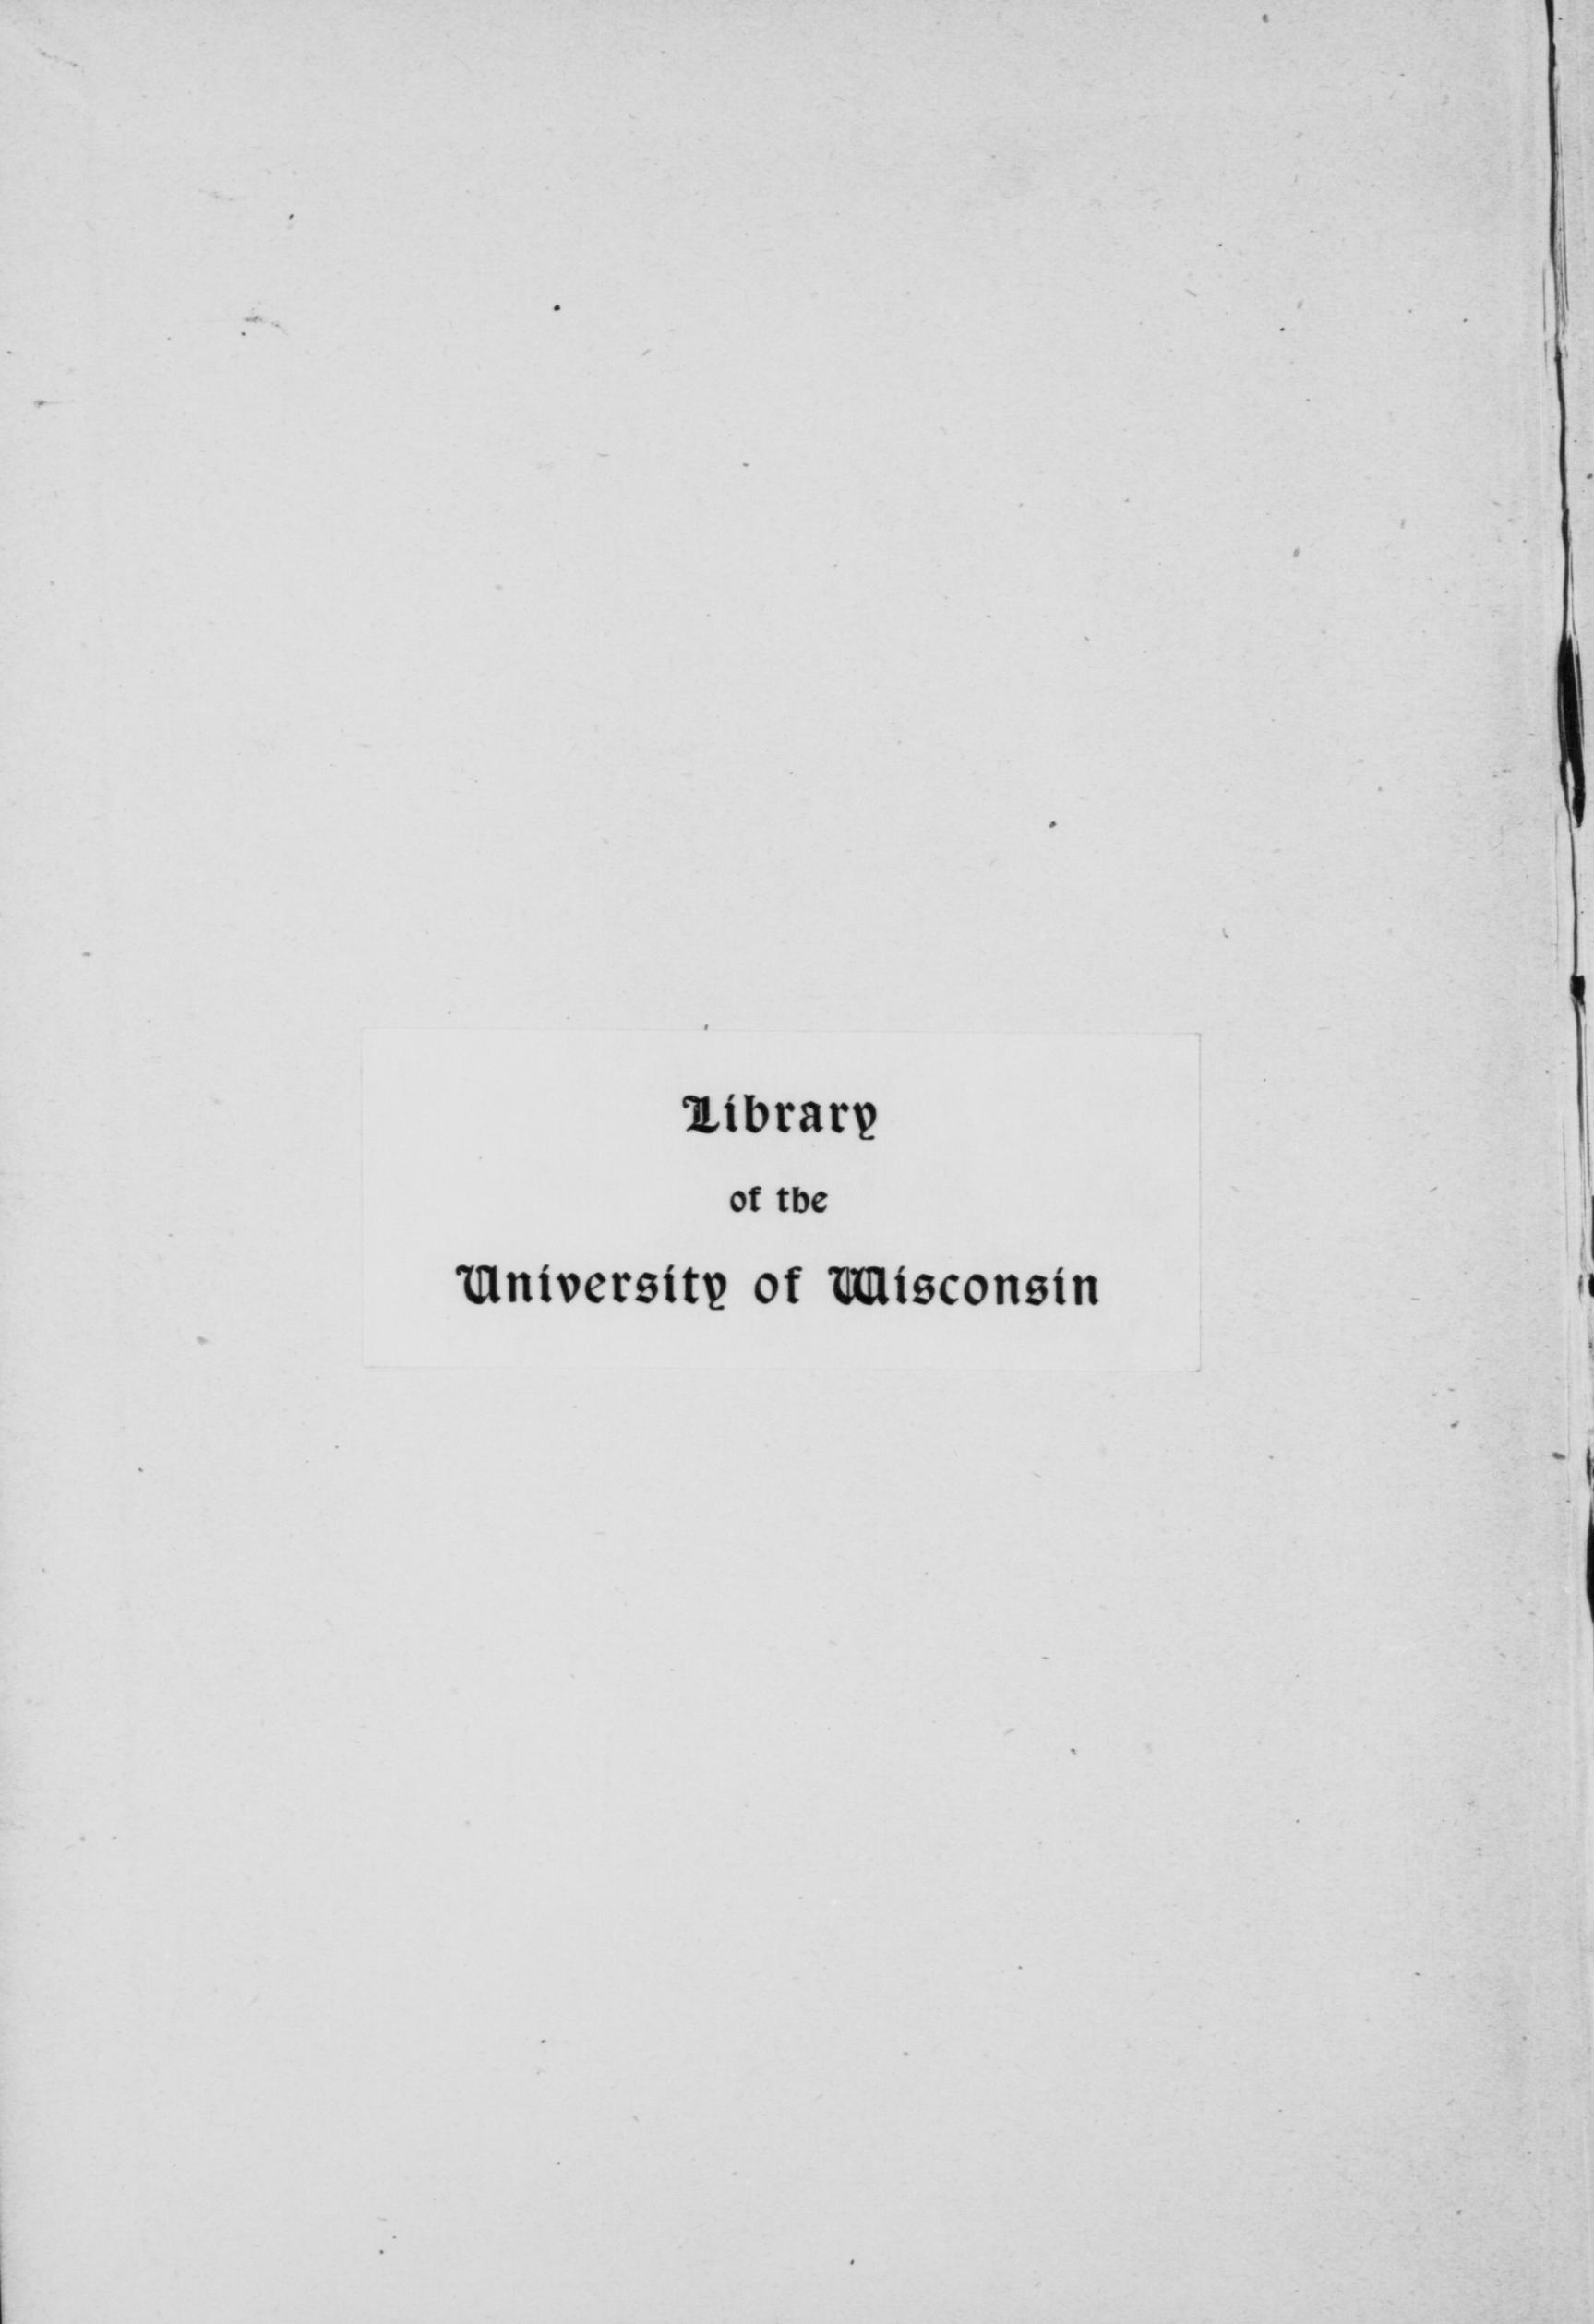 Library
of the
University of Wisconsin